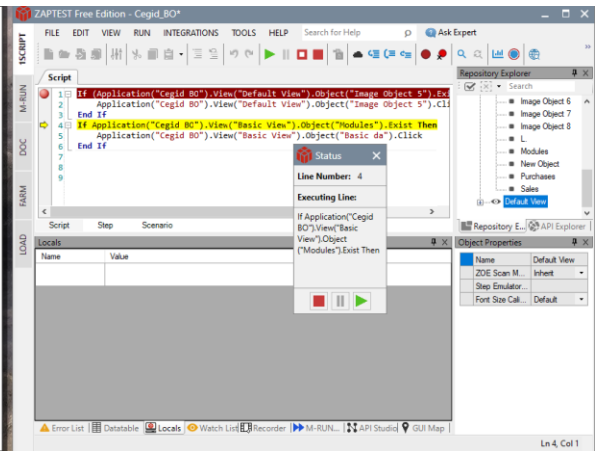 ZAPTEST Free Edition - Cegid_BO*
FILE EDIT VIEW RUN INTEGRATIONS TOOLS HELP Search for Help Ask Expert
1SCRIPT
M-RUN
DOC
FARM
LOAD
Script
1 If (Application("Cegid BO").View("Default View").Object("Image Object 5").Exi
2 Application("Cegid BO").View("Default View").Object("Image Object 5").Cli
3 End If
4 If Application("Cegid BO").View("Basic View").Object("Modules").Exist Then
5 Application("Cegid BO").View("Basic View").Object("Basic da").Click
6 End If
7
8
9
Script Step Scenario
Status
Line Number: 4
Executing Line:
If Application("Cegid
BO").View("Basic
View").Object
("Modules").Exist Then
Repository Explorer
Search
Image Object 6
Image Object 7
Image Object 8
L.
Modules
New Object
Purchases
Sales
Default View
Repository E... API Explorer
Locals
Name Value
Object Properties
Name Default View
ZOE Scan M... Inherit
Step Emulator...
Font Size Cali... Default
Error List Datatable Locals Watch List Recorder M-RUN... API Studio GUI Map
Ln 4, Col 1